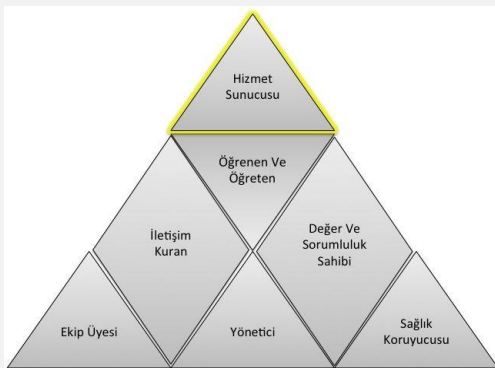 Hizmet
Sunucusu
Öğrenen Ve
Öğreten
İletişim
Kuran
Değer Ve
Sorumluluk
Sahibi
Ekip Üyesi
Yönetici
Sağlık
Koruyucusu